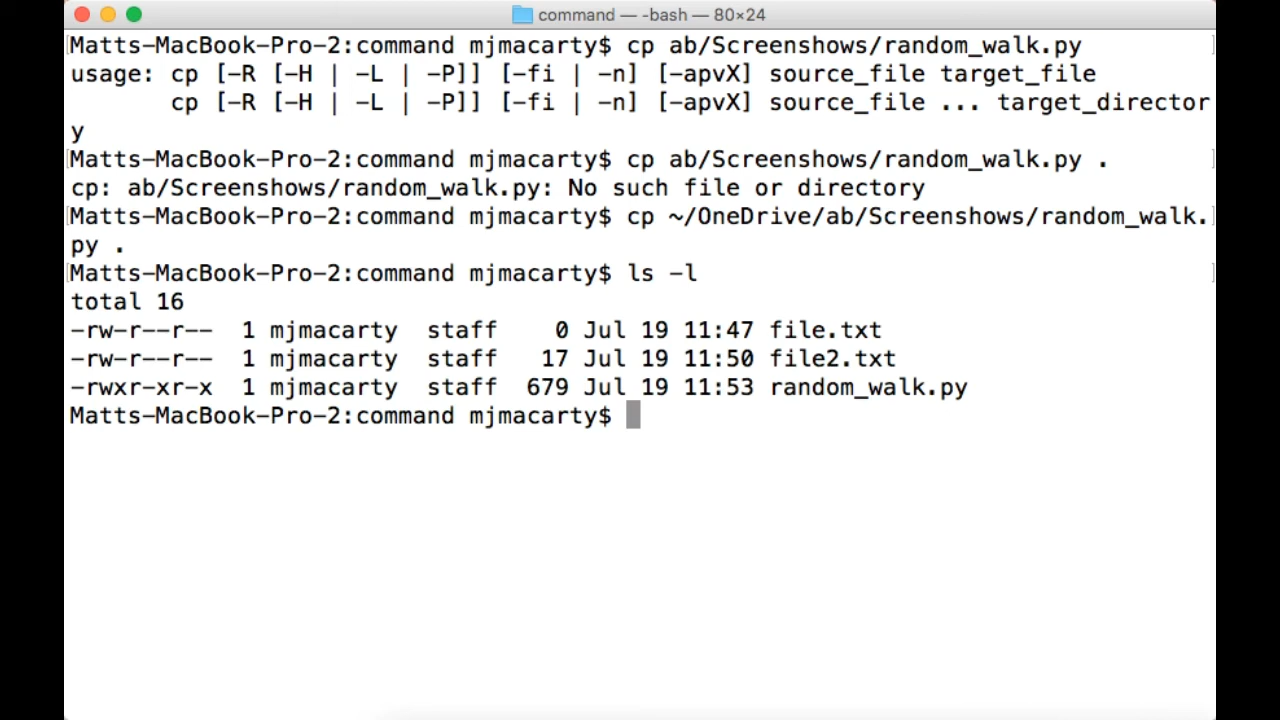 command — -bash — 80×24
Matts-MacBook-Pro-2:command mjmacarty$ cp ab/Screenshows/random_walk.py
usage: cp [-R [-H | -L | -P]] [-fi | -n] [-apvX] source_file target_file
       cp [-R [-H | -L | -P]] [-fi | -n] [-apvX] source_file ... target_director
y
Matts-MacBook-Pro-2:command mjmacarty$ cp ab/Screenshows/random_walk.py .
cp: ab/Screenshows/random_walk.py: No such file or directory
Matts-MacBook-Pro-2:command mjmacarty$ cp ~/OneDrive/ab/Screenshows/random_walk.
py .
Matts-MacBook-Pro-2:command mjmacarty$ ls -l
total 16
-rw-r--r--  1 mjmacarty  staff    0 Jul 19 11:47 file.txt
-rw-r--r--  1 mjmacarty  staff   17 Jul 19 11:50 file2.txt
-rwxr-xr-x  1 mjmacarty  staff  679 Jul 19 11:53 random_walk.py
Matts-MacBook-Pro-2:command mjmacarty$